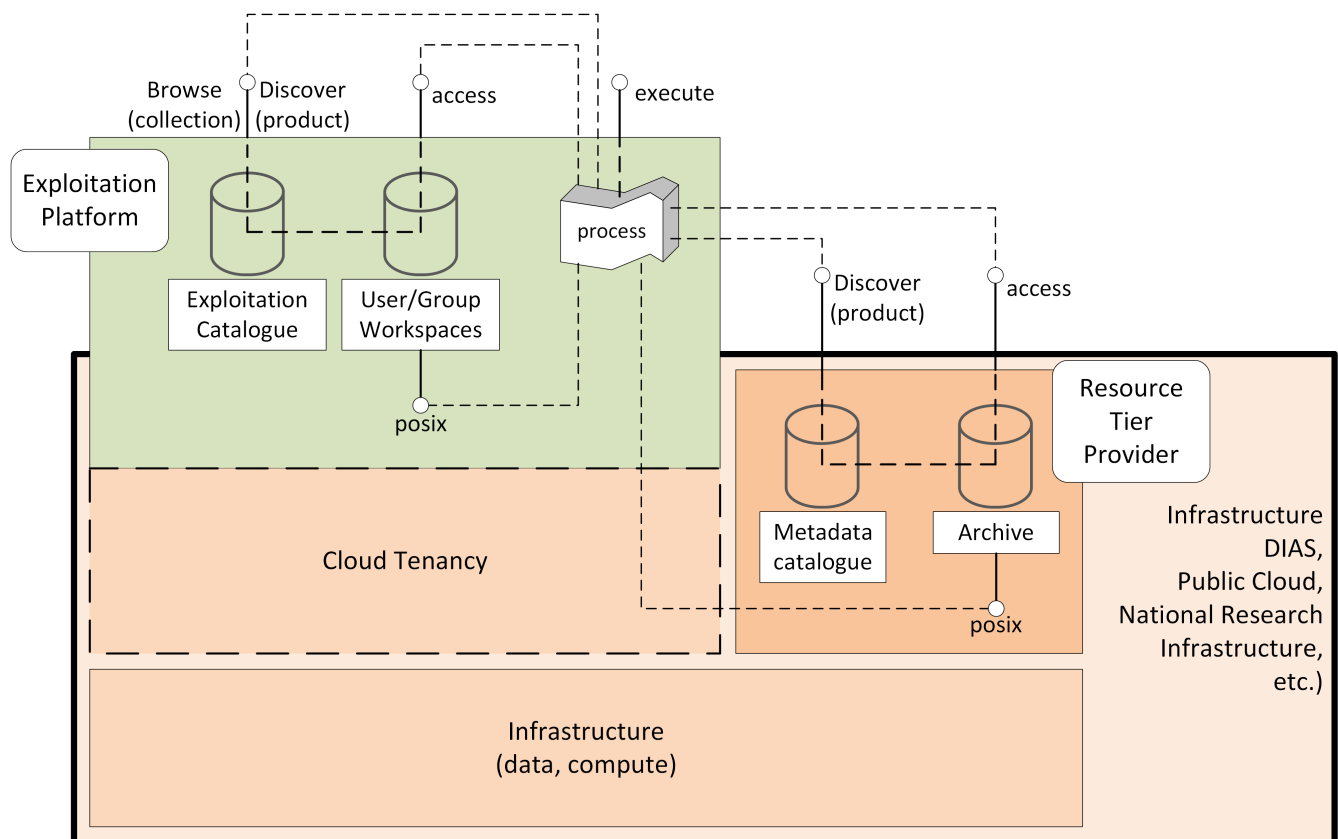 Browse
(collection)
Discover
(product)
access
execute
Exploitation
Platform
process
Exploitation
Catalogue
User/Group
Workspaces
posix
Discover
(product)
access
Resource
Tier
Provider
Metadata
catalogue
Archive
posix
Cloud Tenancy
Infrastructure
DIAS,
Public Cloud,
National Research
Infrastructure,
etc.)
Infrastructure
(data, compute)